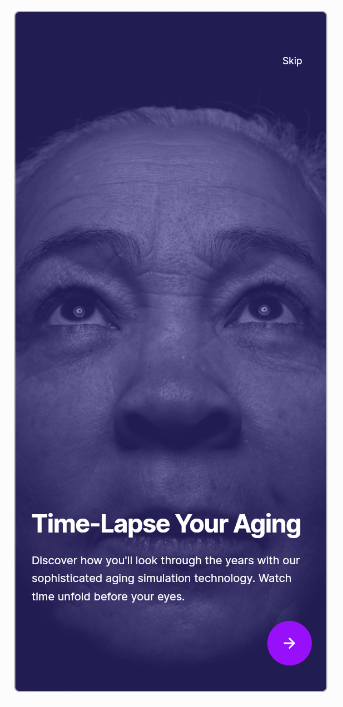 Skip
Time-Lapse Your Aging
Discover how you'll look through the years with our
sophisticated aging simulation technology. Watch
time unfold before your eyes.